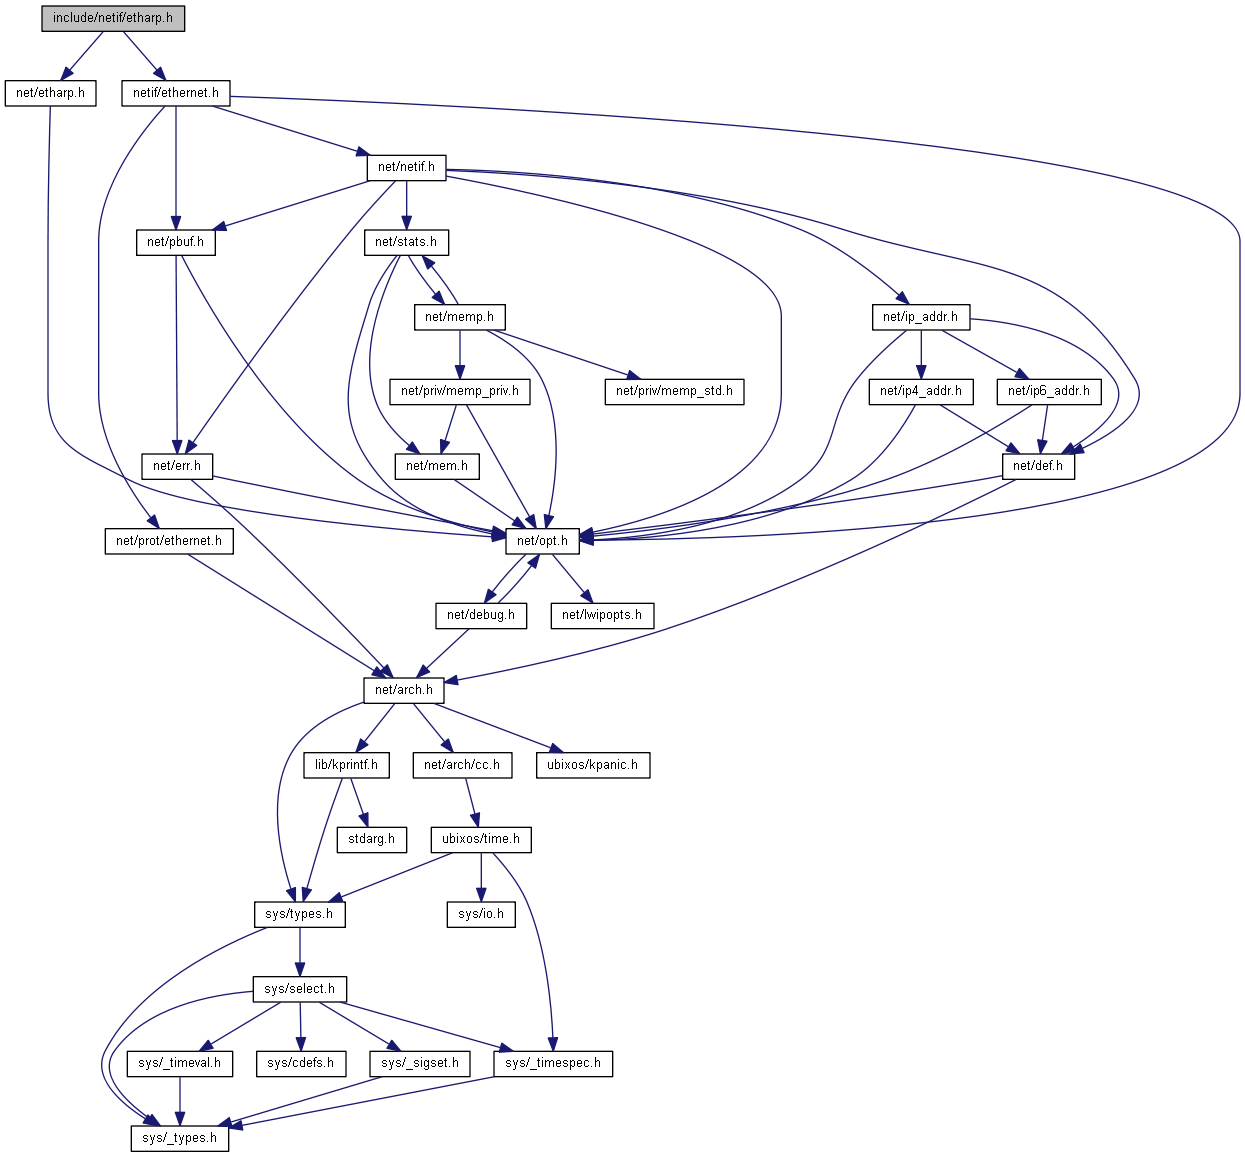 include/netif/etharp.h
net/etharp.h
netif/ethernet.h
net/netif.h
net/pbuf.h
net/stats.h
net/memp.h
net/ip_addr.h
net/priv/memp_priv.h
net/priv/memp_std.h
net/ip4_addr.h
net/ip6_addr.h
net/err.h
net/mem.h
net/def.h
net/prot/ethernet.h
net/opt.h
net/debug.h
net/lwipopts.h
net/arch.h
lib/kprintf.h
net/arch/cc.h
ubixos/kpanic.h
stdarg.h
ubixos/time.h
sys/types.h
sys/io.h
sys/select.h
sys/_timeval.h
sys/cdefs.h
sys/_sigset.h
sys/_timespec.h
sys/_types.h